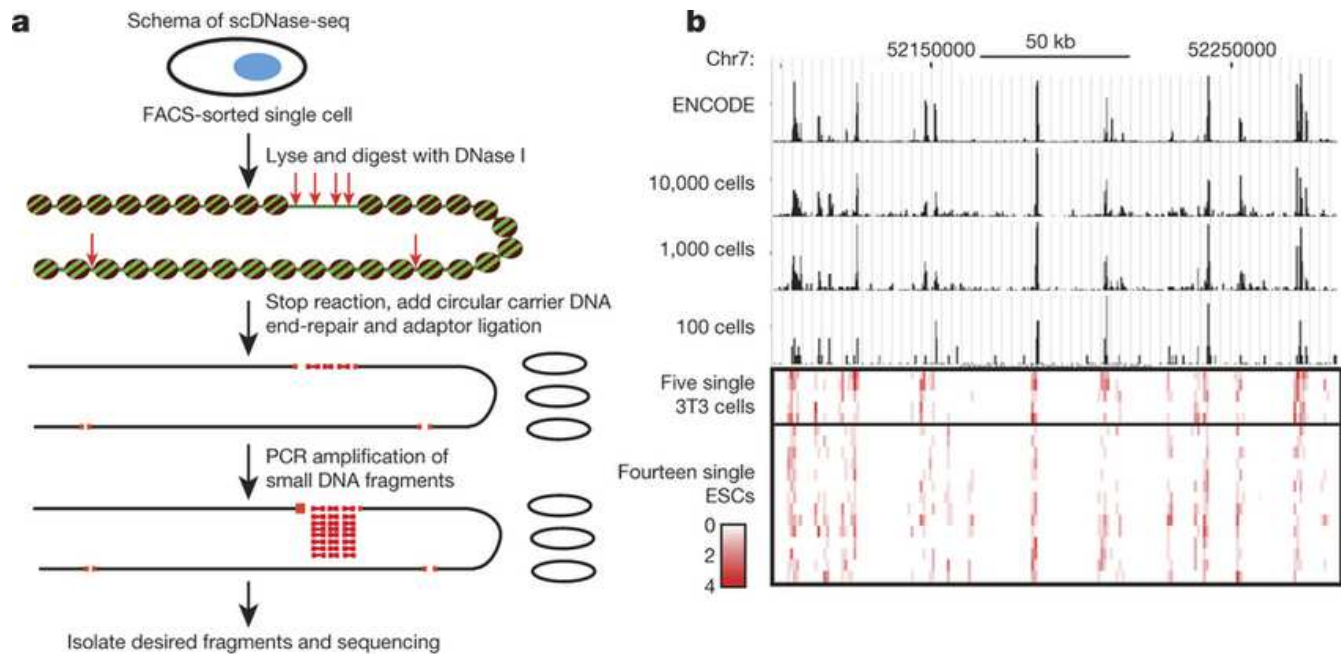 a
Schema of scDNase-seq
FACS-sorted single cell
Lyse and digest with DNase I
Stop reaction, add circular carrier DNA
end-repair and adaptor ligation
PCR amplification of
small DNA fragments
Isolate desired fragments and sequencing
b
50 kb
Chr7: 52150000 52250000
ENCODE
10,000 cells
1,000 cells
100 cells
Five single
3T3 cells
Fourteen single
ESCs
0
2
4